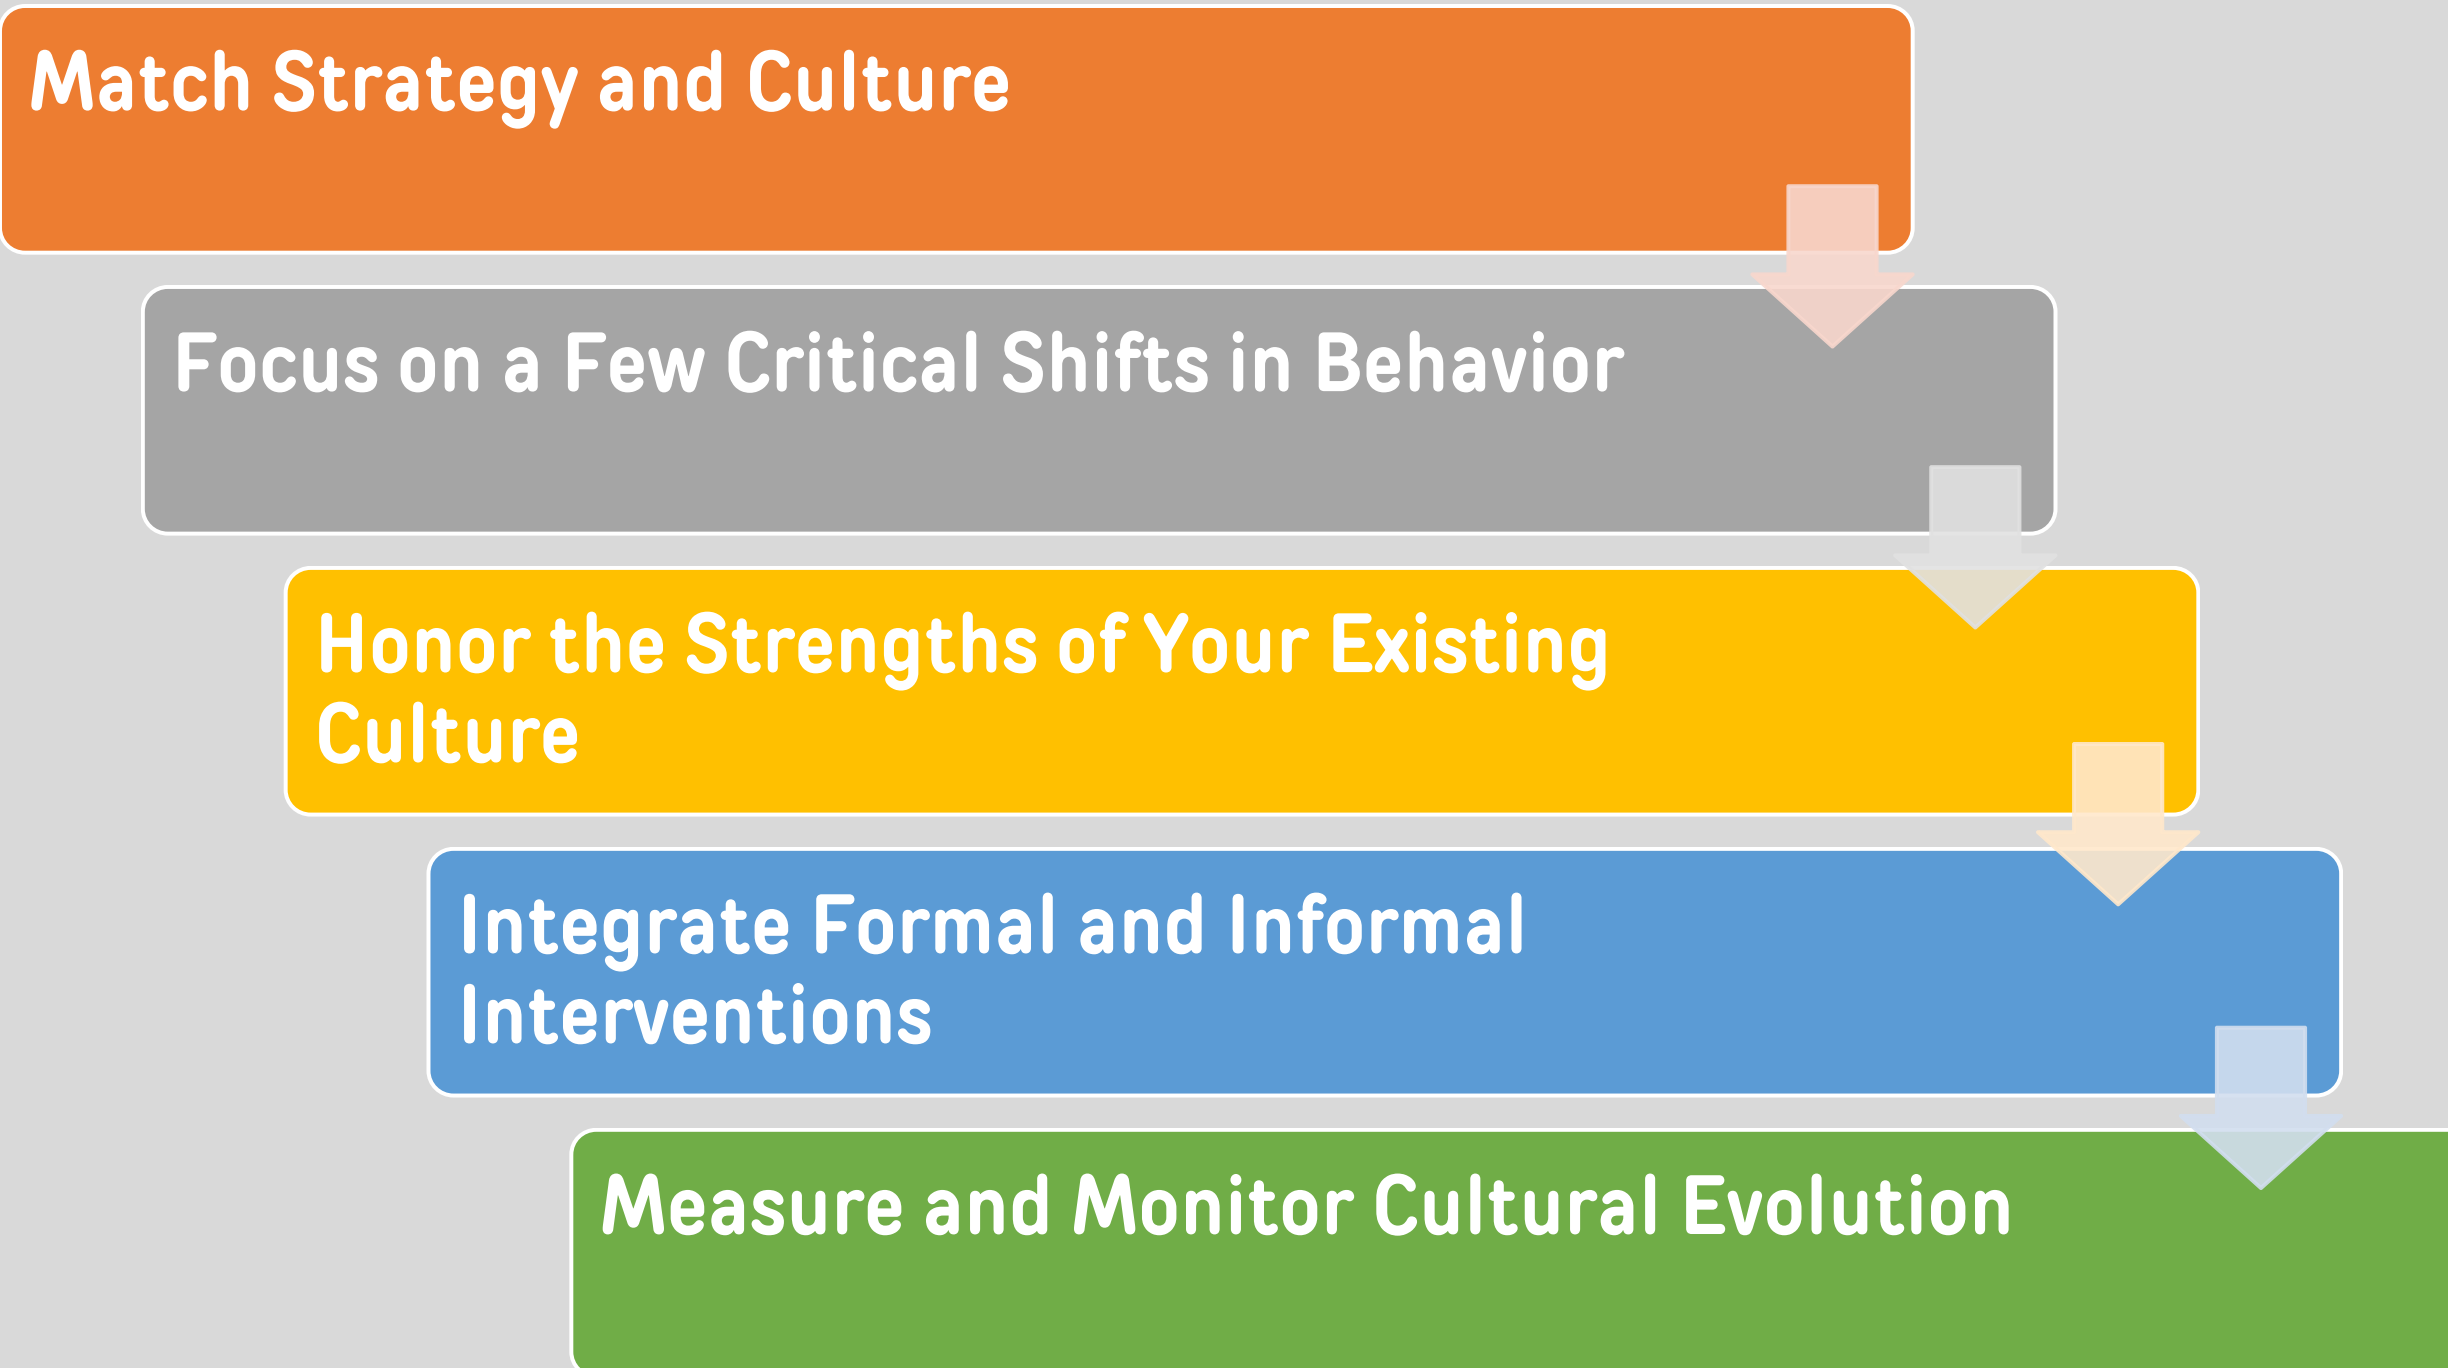 Match Strategy and Culture
Focus on a Few Critical Shifts in Behavior
Honor the Strengths of Your Existing
Culture
Integrate Formal and Informal
Interventions
Measure and Monitor Cultural Evolution